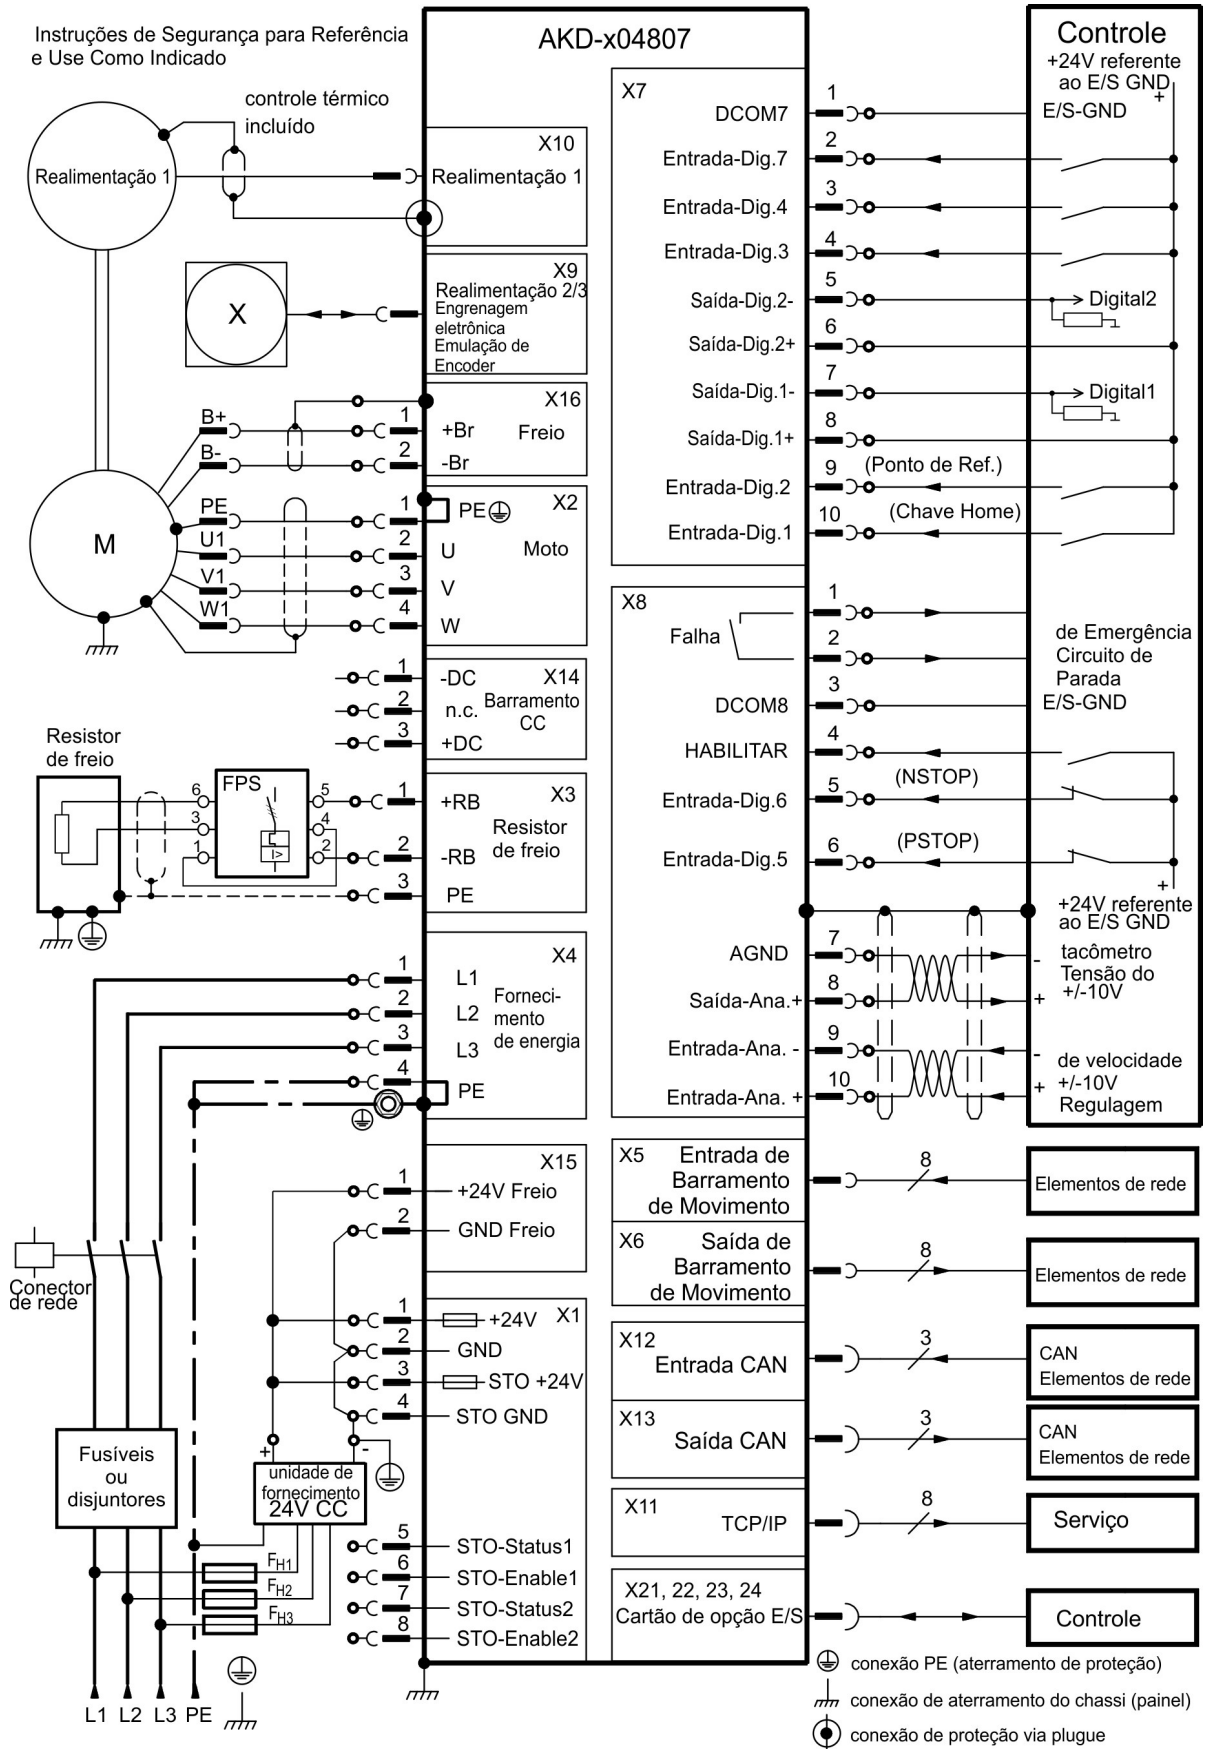 Instruções de Segurança para Referência
e Use Como Indicado
AKD-x04807
Controle
+24V referente
ao E/S GND
+
E/S-GND
controle térmico
incluído
Realimentação 1
X10
Realimentação 1
X
X9
Realimentação 2/3
Engrenagem
eletrônica
Emulação de
Encoder
X16
B+
1
+Br
Freio
B-
2
-Br
M
X2
PE
1
PE
U1
2
U
Moto
V1
3
V
W1
4
W
X14
1
-DC
Barramento
CC
2
n.c.
3
+DC
Resistor
de freio
FPS
6
5
3
4
1
2
I
I>
X3
1
+RB
Resistor
de freio
2
-RB
3
PE
X4
1
L1
Forneci-
mento
de energia
2
L2
3
L3
4
PE
X15
1
+24V Freio
2
GND Freio
Conector
de rede
X1
1
+24V
2
GND
3
STO +24V
4
STO GND
+
-
unidade de
fornecimento
24V CC
Fusíveis
ou
disjuntores
5
STO-Status1
6
STO-Enable1
7
STO-Status2
8
STO-Enable2
FH1
FH2
FH3
L1 L2 L3 PE
X7
DCOM7
1
Entrada-Dig.7
2
Entrada-Dig.4
3
Entrada-Dig.3
4
Saída-Dig.2-
5
Digital2
Saída-Dig.2+
6
Saída-Dig.1-
7
Digital1
Saída-Dig.1+
8
Entrada-Dig.2
9
(Ponto de Ref.)
Entrada-Dig.1
10
(Chave Home)
X8
Falha
1
2
de Emergência
Circuito de
Parada
DCOM8
3
E/S-GND
HABILITAR
4
Entrada-Dig.6
5
(NSTOP)
Entrada-Dig.5
6
(PSTOP)
+
+24V referente
ao E/S GND
AGND
7
-
tacômetro
Tensão do
+/-10V
Saída-Ana.+
8
+
Entrada-Ana. -
9
-
de velocidade
+/-10V
Regulagem
Entrada-Ana. +
10
+
X5
Entrada de
Barramento
de Movimento
8
Elementos de rede
X6
Saída de
Barramento
de Movimento
8
Elementos de rede
X12
Entrada CAN
3
CAN
Elementos de rede
X13
Saída CAN
3
CAN
Elementos de rede
X11
TCP/IP
8
Serviço
X21, 22, 23, 24
Cartão de opção E/S
Controle
conexão PE (aterramento de proteção)
conexão de aterramento do chassi (painel)
conexão de proteção via plugue